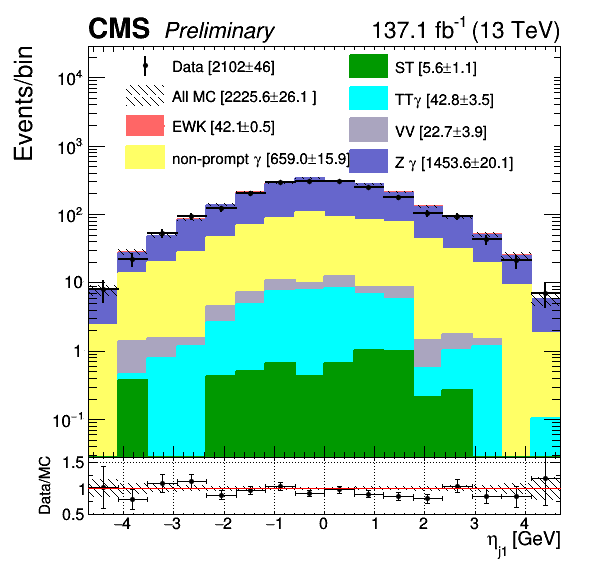 CMS Preliminary 137.1 fb⁻¹ (13 TeV)
Events/bin
Data [2102±46]
All MC [2225.6±26.1 ]
EWK [42.1±0.5]
non-prompt γ [659.0±15.9]
ST [5.6±1.1]
TTγ [42.8±3.5]
VV [22.7±3.9]
Z γ [1453.6±20.1]
10⁴
10³
10²
10
1
10⁻¹
Data/MC
1.5
1
0.5
−4 −3 −2 −1 0 1 2 3 4
η_j1 [GeV]